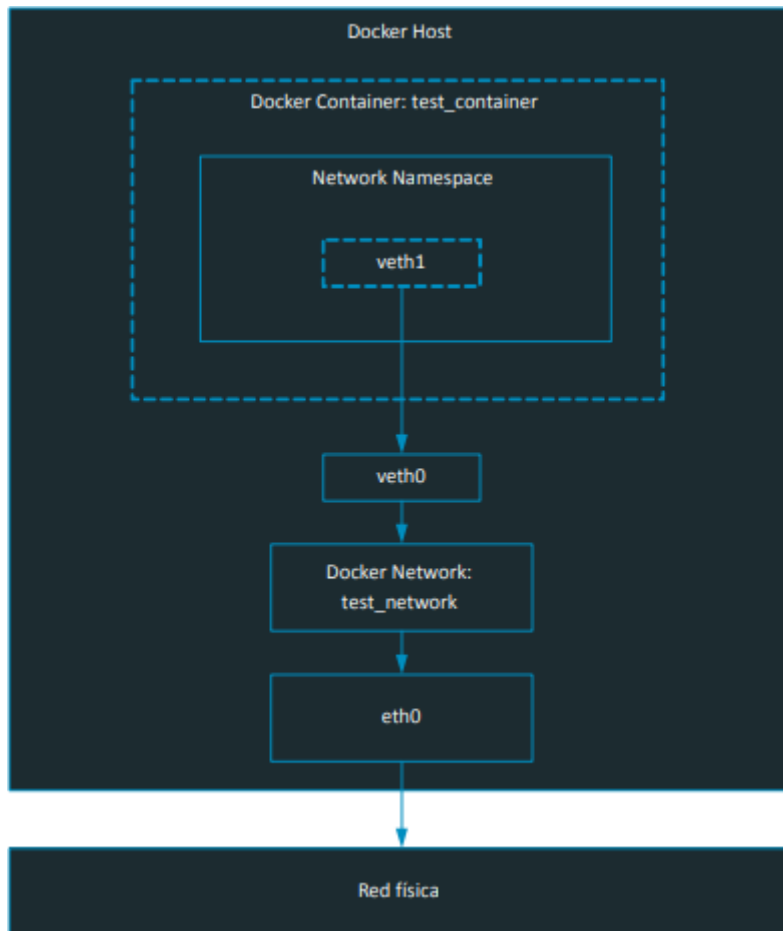 Docker Host
Docker Container: test_container
Network Namespace
veth1
veth0
Docker Network:
test_network
eth0
Red física